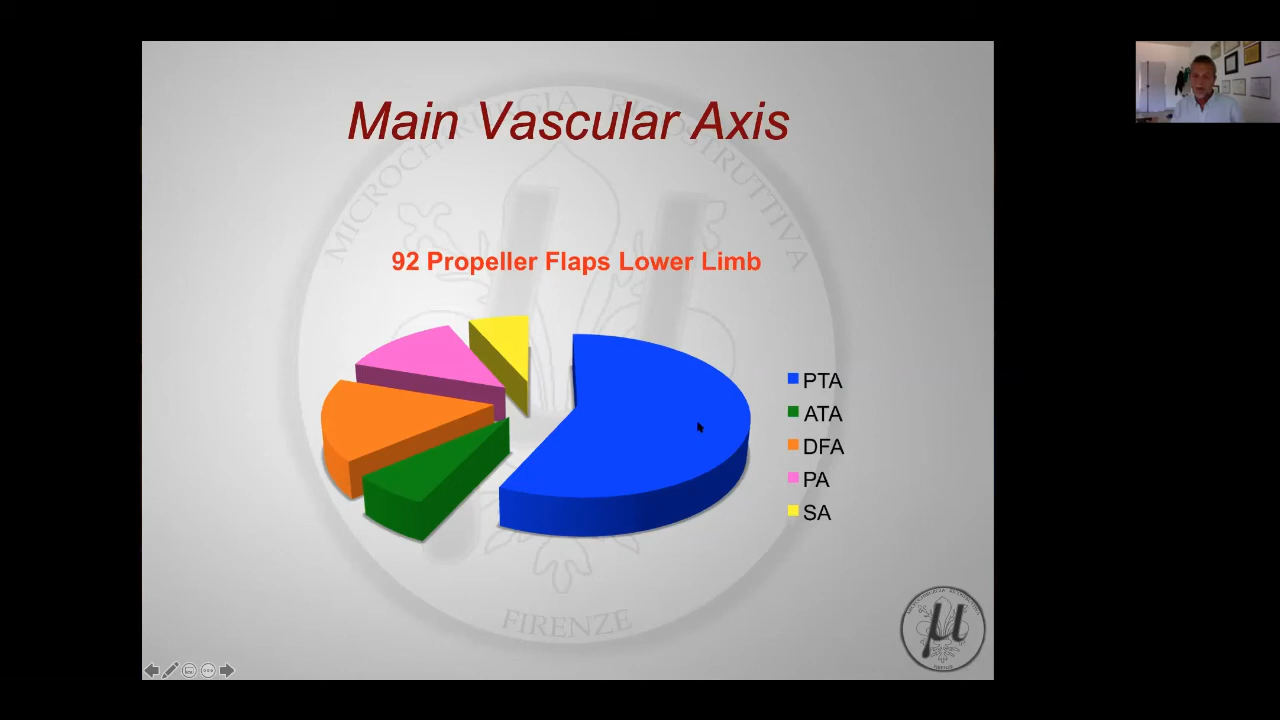 Main Vascular Axis
MICROCHIRURGIA RICOSTRUTTIVA
92 Propeller Flaps Lower Limb
PTA
ATA
DFA
PA
SA
FIRENZE
μ